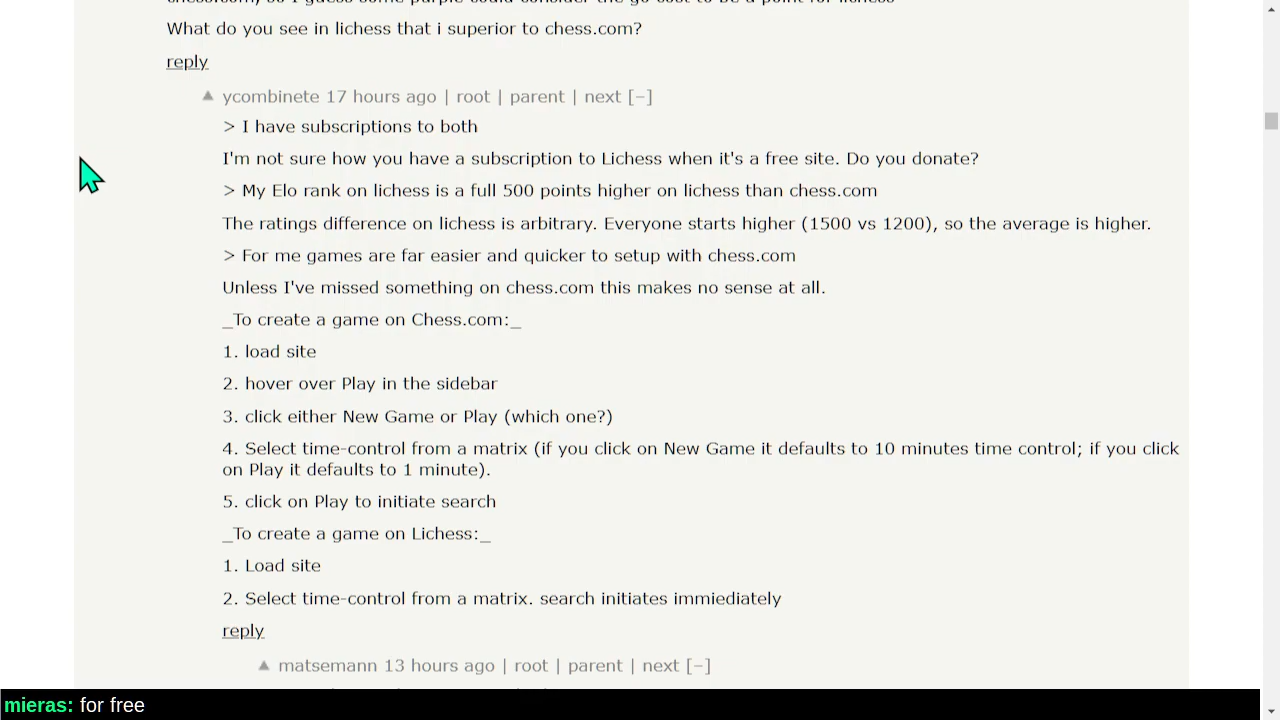 What do you see in lichess that i superior to chess.com?
reply
▲ ycombinete 17 hours ago | root | parent | next [−]
> I have subscriptions to both
I'm not sure how you have a subscription to Lichess when it's a free site. Do you donate?
> My Elo rank on lichess is a full 500 points higher on lichess than chess.com
The ratings difference on lichess is arbitrary. Everyone starts higher (1500 vs 1200), so the average is higher.
> For me games are far easier and quicker to setup with chess.com
Unless I've missed something on chess.com this makes no sense at all.
_To create a game on Chess.com:_
1. load site
2. hover over Play in the sidebar
3. click either New Game or Play (which one?)
4. Select time-control from a matrix (if you click on New Game it defaults to 10 minutes time control; if you click
on Play it defaults to 1 minute).
5. click on Play to initiate search
_To create a game on Lichess:_
1. Load site
2. Select time-control from a matrix. search initiates immiediately
reply
▲ matsemann 13 hours ago | root | parent | next [−]
mieras: for free